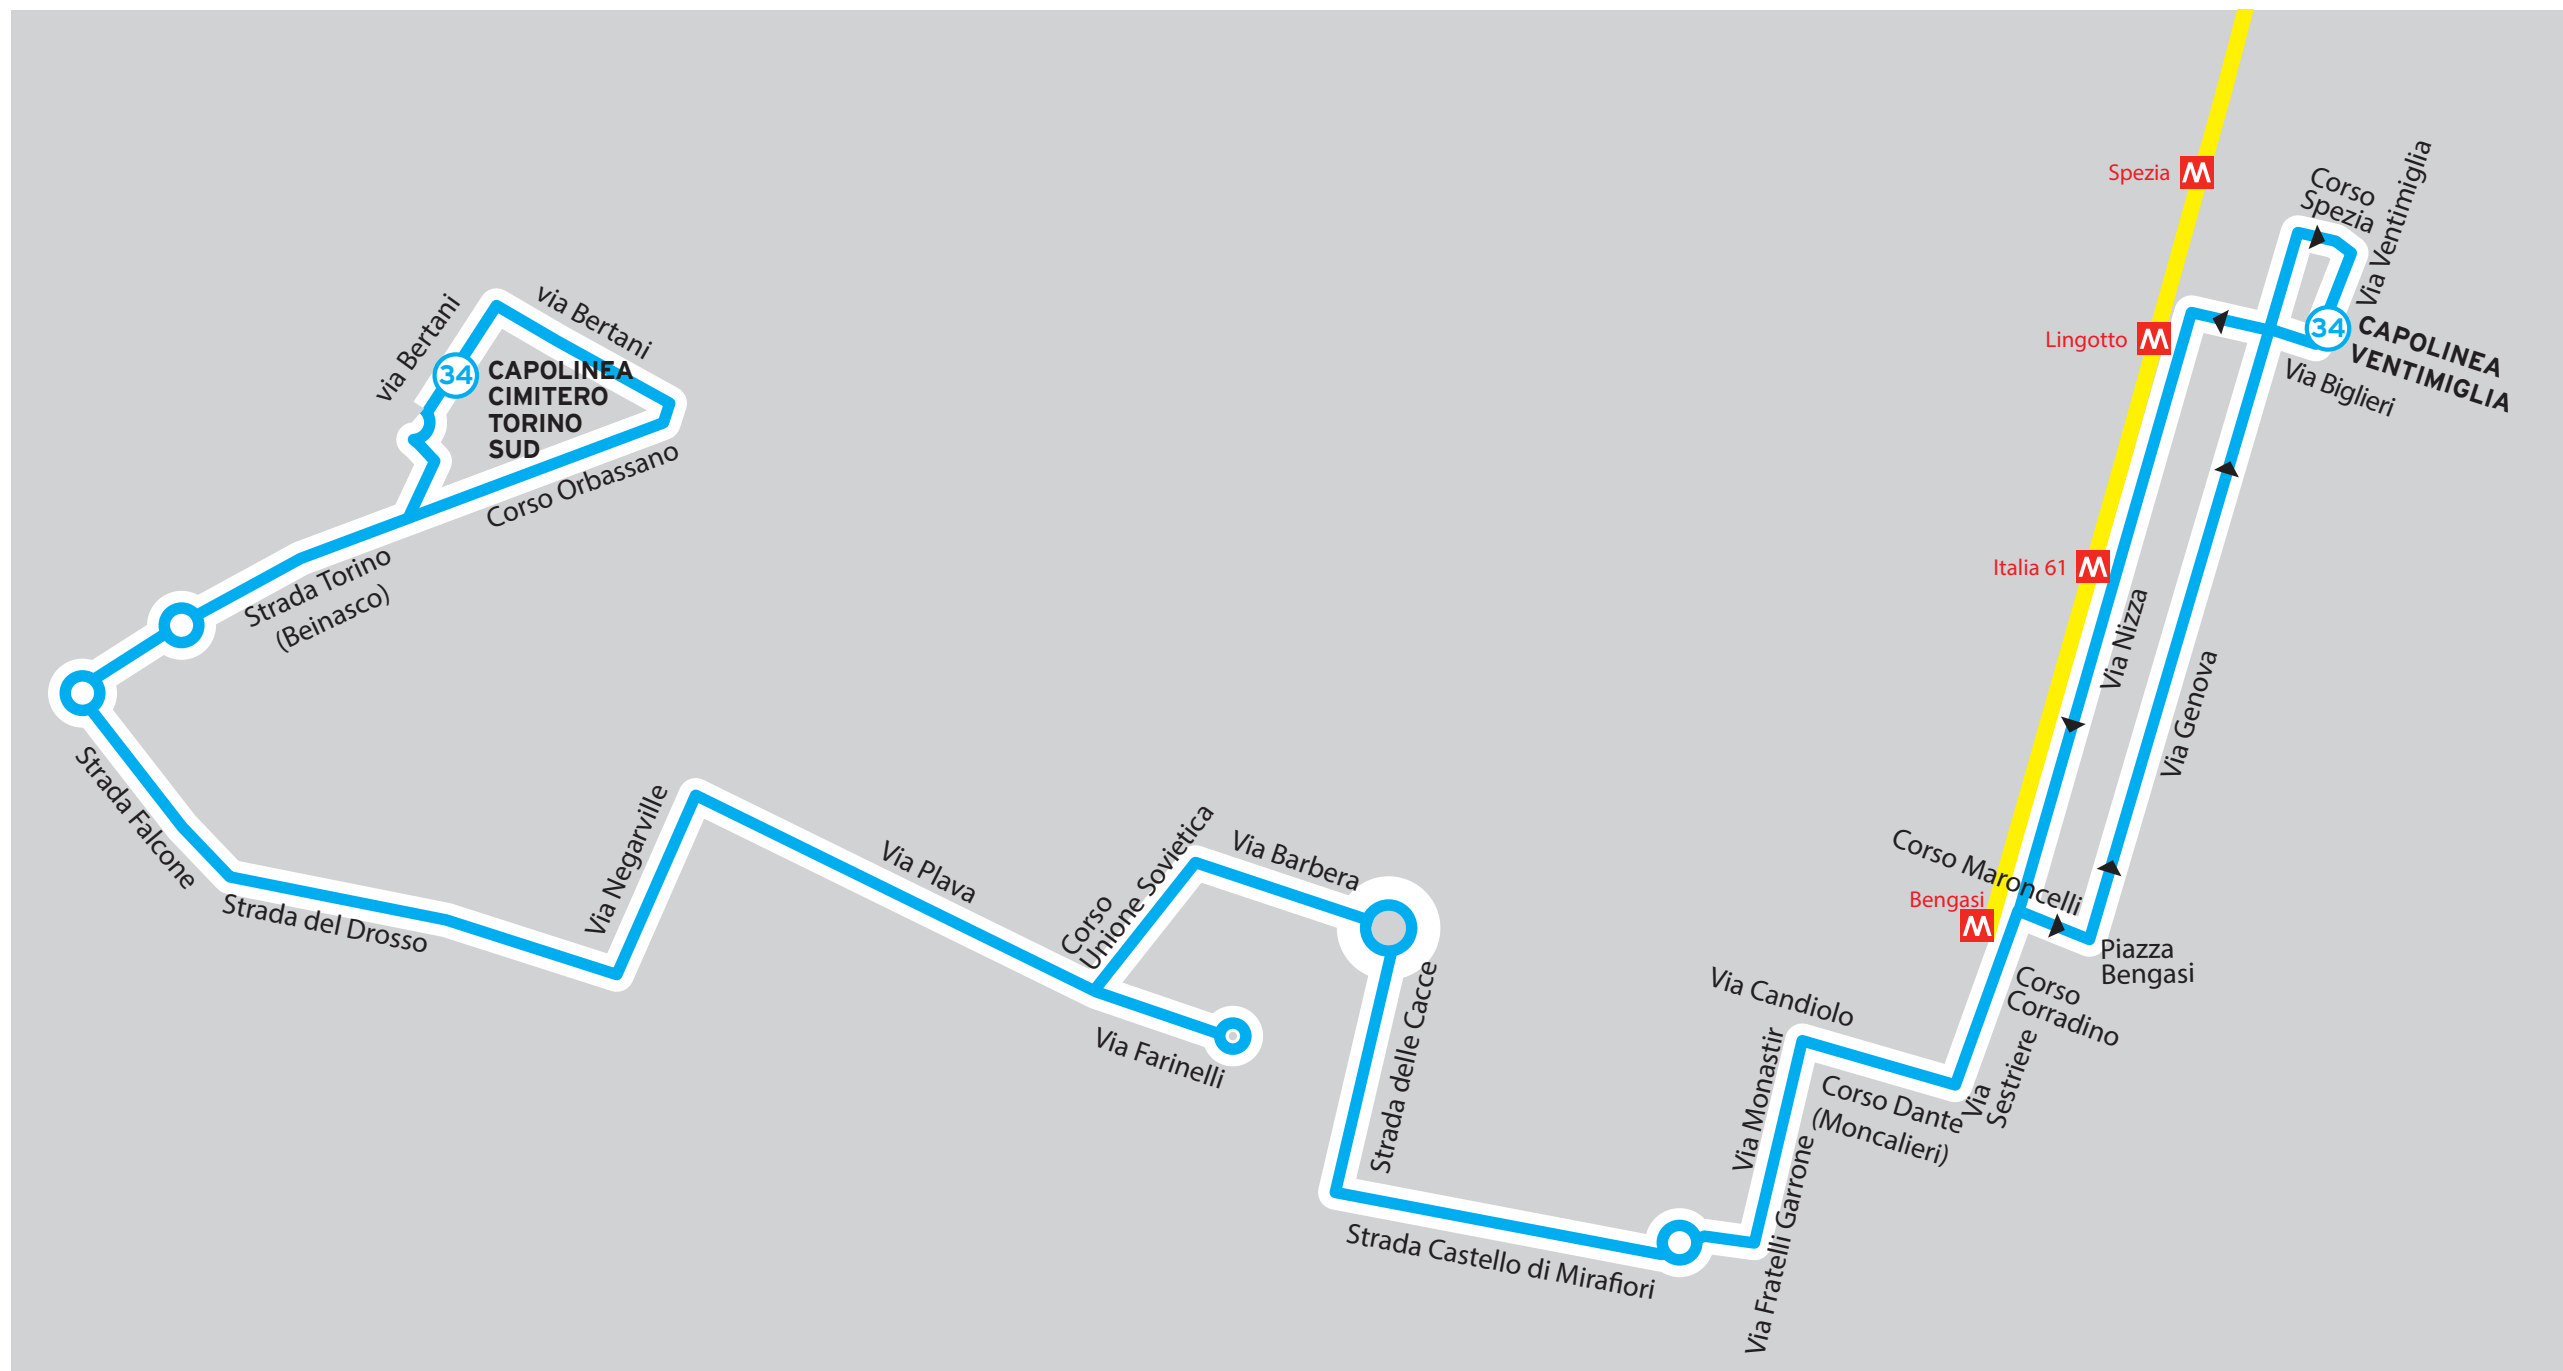 Spezia
M
Corso
Spezia
Via Ventimiglia
via Bertani
via Bertani
34
CAPOLINEA
CIMITERO
TORINO
SUD
34
CAPOLINEA
VENTIMIGLIA
Lingotto
M
Via Biglieri
Corso Orbassano
Strada Torino
(Beinasco)
Italia 61
M
Via Nizza
Via Genova
Strada Falcone
Strada del Drosso
Via Negarville
Via Plava
Corso
Unione Sovietica
Via Barbera
Via Farinelli
Strada delle Cacce
Strada Castello di Mirafiori
Corso Maroncelli
Bengasi
M
Piazza
Bengasi
Corso
Corradino
Via Candiolo
Via Monastir
Via Fratelli Garrone
Corso Dante
(Moncalieri)
Via
Sestriere